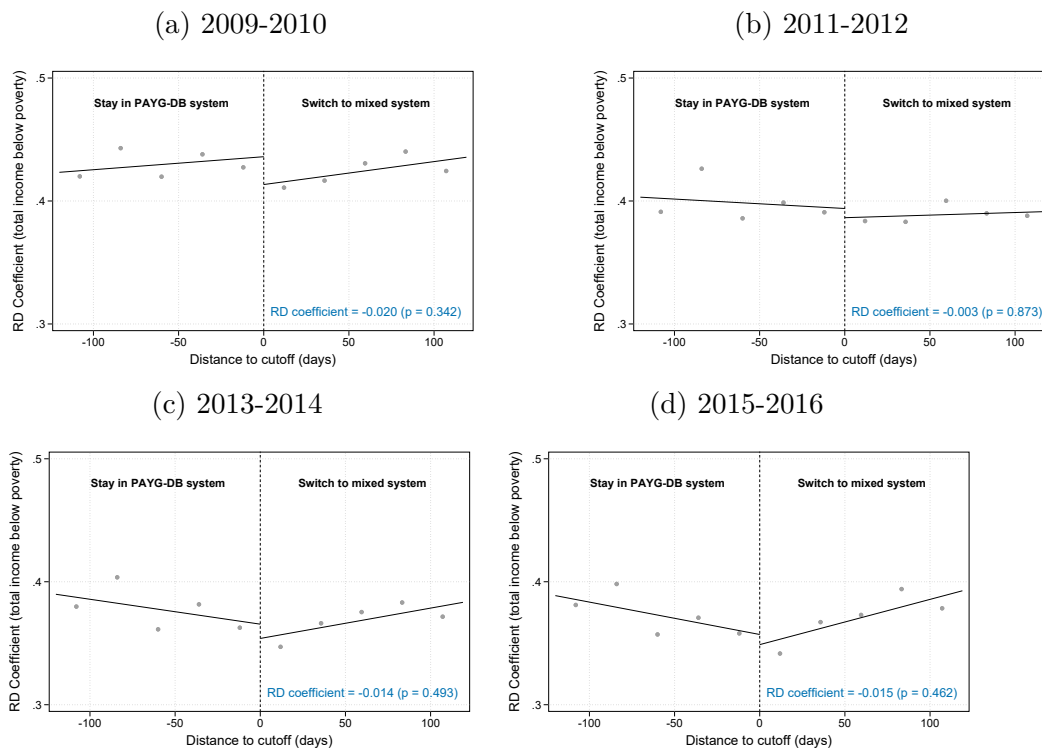 (a) 2009-2010
RD Coefficient (total income below poverty)
.5
.4
.3
Stay in PAYG-DB system
Switch to mixed system
RD coefficient = -0.020 (p = 0.342)
-100 -50 0 50 100
Distance to cutoff (days)
(b) 2011-2012
RD Coefficient (total income below poverty)
.5
.4
.3
Stay in PAYG-DB system
Switch to mixed system
RD coefficient = -0.003 (p = 0.873)
-100 -50 0 50 100
Distance to cutoff (days)
(c) 2013-2014
RD Coefficient (total income below poverty)
.5
.4
.3
Stay in PAYG-DB system
Switch to mixed system
RD coefficient = -0.014 (p = 0.493)
-100 -50 0 50 100
Distance to cutoff (days)
(d) 2015-2016
RD Coefficient (total income below poverty)
.5
.4
.3
Stay in PAYG-DB system
Switch to mixed system
RD coefficient = -0.015 (p = 0.462)
-100 -50 0 50 100
Distance to cutoff (days)